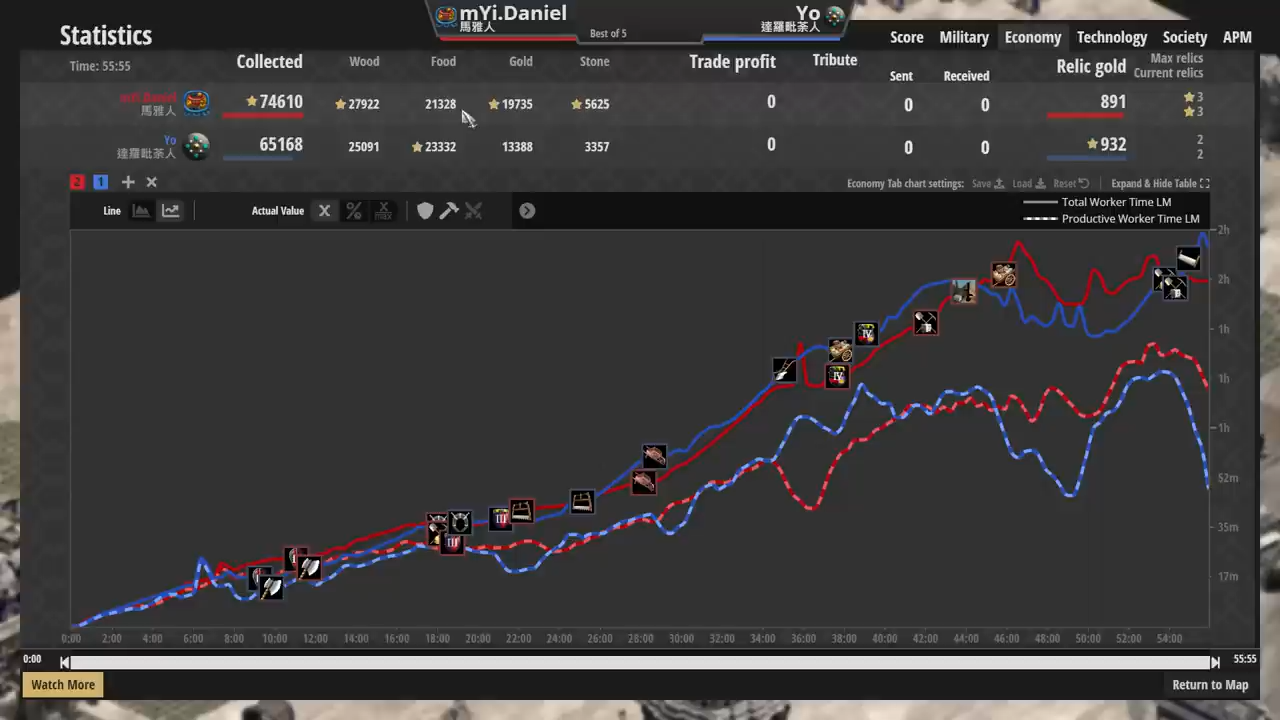 mYi.Daniel
馬雅人
Best of 5
Yo
達羅毗荼人
Statistics
Score Military Economy Technology Society APM
Time: 55:55
Collected Wood Food Gold Stone Trade profit Tribute Sent Received Relic gold Max relics
Current relics
mYi.Daniel
馬雅人
74610 27922 21328 19735 5625 0 0 0 891 3
3
Yo
達羅毗荼人
65168 25091 23332 13388 3357 0 0 0 932 2
2
2 1
Economy Tab chart settings: Save Load Reset Expand & Hide Table
Line Actual Value
Total Worker Time LM
Productive Worker Time LM
2h
2h
1h
1h
1h
52m
35m
17m
0:00 2:00 4:00 6:00 8:00 10:00 12:00 14:00 16:00 18:00 20:00 22:00 24:00 26:00 28:00 30:00 32:00 34:00 36:00 38:00 40:00 42:00 44:00 46:00 48:00 50:00 52:00 54:00
0:00 55:55
Watch More Return to Map